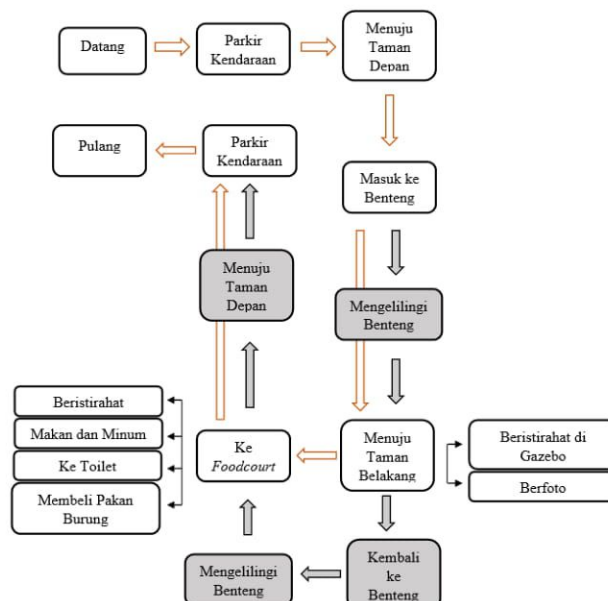 Datang
Parkir
Kendaraan
Menuju
Taman
Depan
Masuk ke
Benteng
Mengelilingi
Benteng
Menuju
Taman
Belakang
Beristirahat di
Gazebo
Berfoto
Kembali
ke
Benteng
Mengelilingi
Benteng
Ke
Foodcourt
Beristirahat
Makan dan Minum
Ke Toilet
Membeli Pakan
Burung
Menuju
Taman
Depan
Parkir
Kendaraan
Pulang